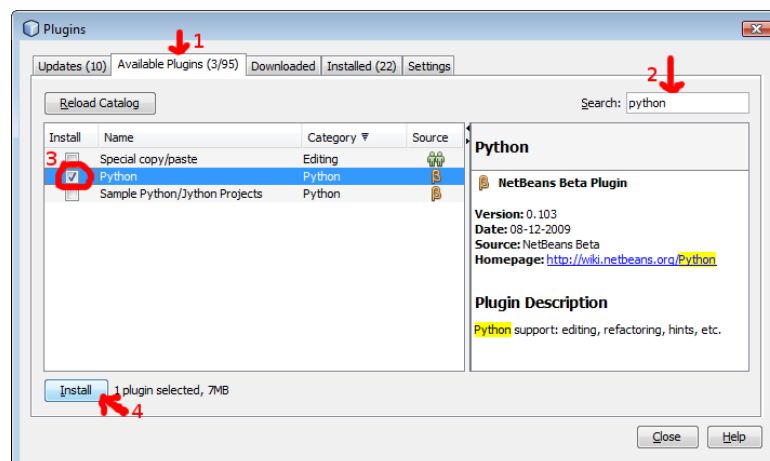 Plugins
1
Updates (10) Available Plugins (3/95) Downloaded Installed (22) Settings
2
Reload Catalog Search: python
Install Name Category Source
3 Special copy/paste Editing
Python Python β
Sample Python/Jython Projects Python β
Python
β NetBeans Beta Plugin
Version: 0.103
Date: 08-12-2009
Source: NetBeans Beta
Homepage: http://wiki.netbeans.org/Python
Plugin Description
Python support: editing, refactoring, hints, etc.
Install 1 plugin selected, 7MB
4
Close Help